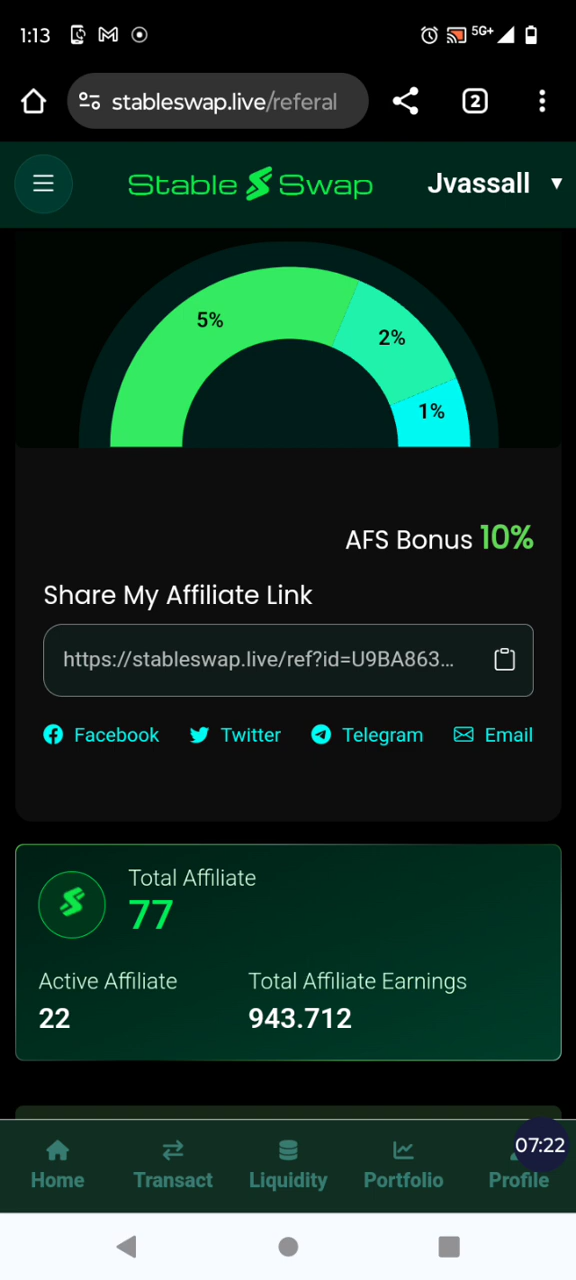 1:13
5G+
stableswap.live/referal
2
Stable Swap
Jvassall
5%
2%
1%
AFS Bonus 10%
Share My Affiliate Link
https://stableswap.live/ref?id=U9BA863...
Facebook Twitter Telegram Email
Total Affiliate
77
Active Affiliate Total Affiliate Earnings
22 943.712
07:22
Home Transact Liquidity Portfolio Profile